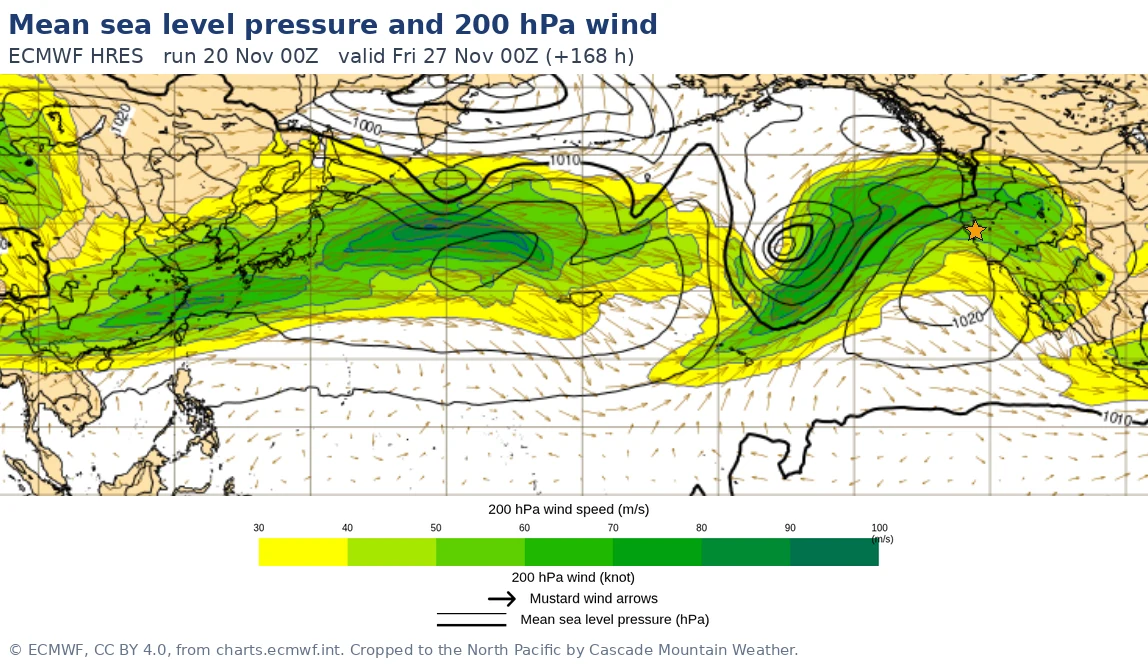 Mean sea level pressure and 200 hPa wind
ECMWF HRES run 20 Nov 00Z valid Fri 27 Nov 00Z (+168 h)
1020
1000
1010
1020
1010
200 hPa wind speed (m/s)
30 40 50 60 70 80 90 100
(m/s)
200 hPa wind (knot)
Mustard wind arrows
Mean sea level pressure (hPa)
© ECMWF, CC BY 4.0, from charts.ecmwf.int. Cropped to the North Pacific by Cascade Mountain Weather.